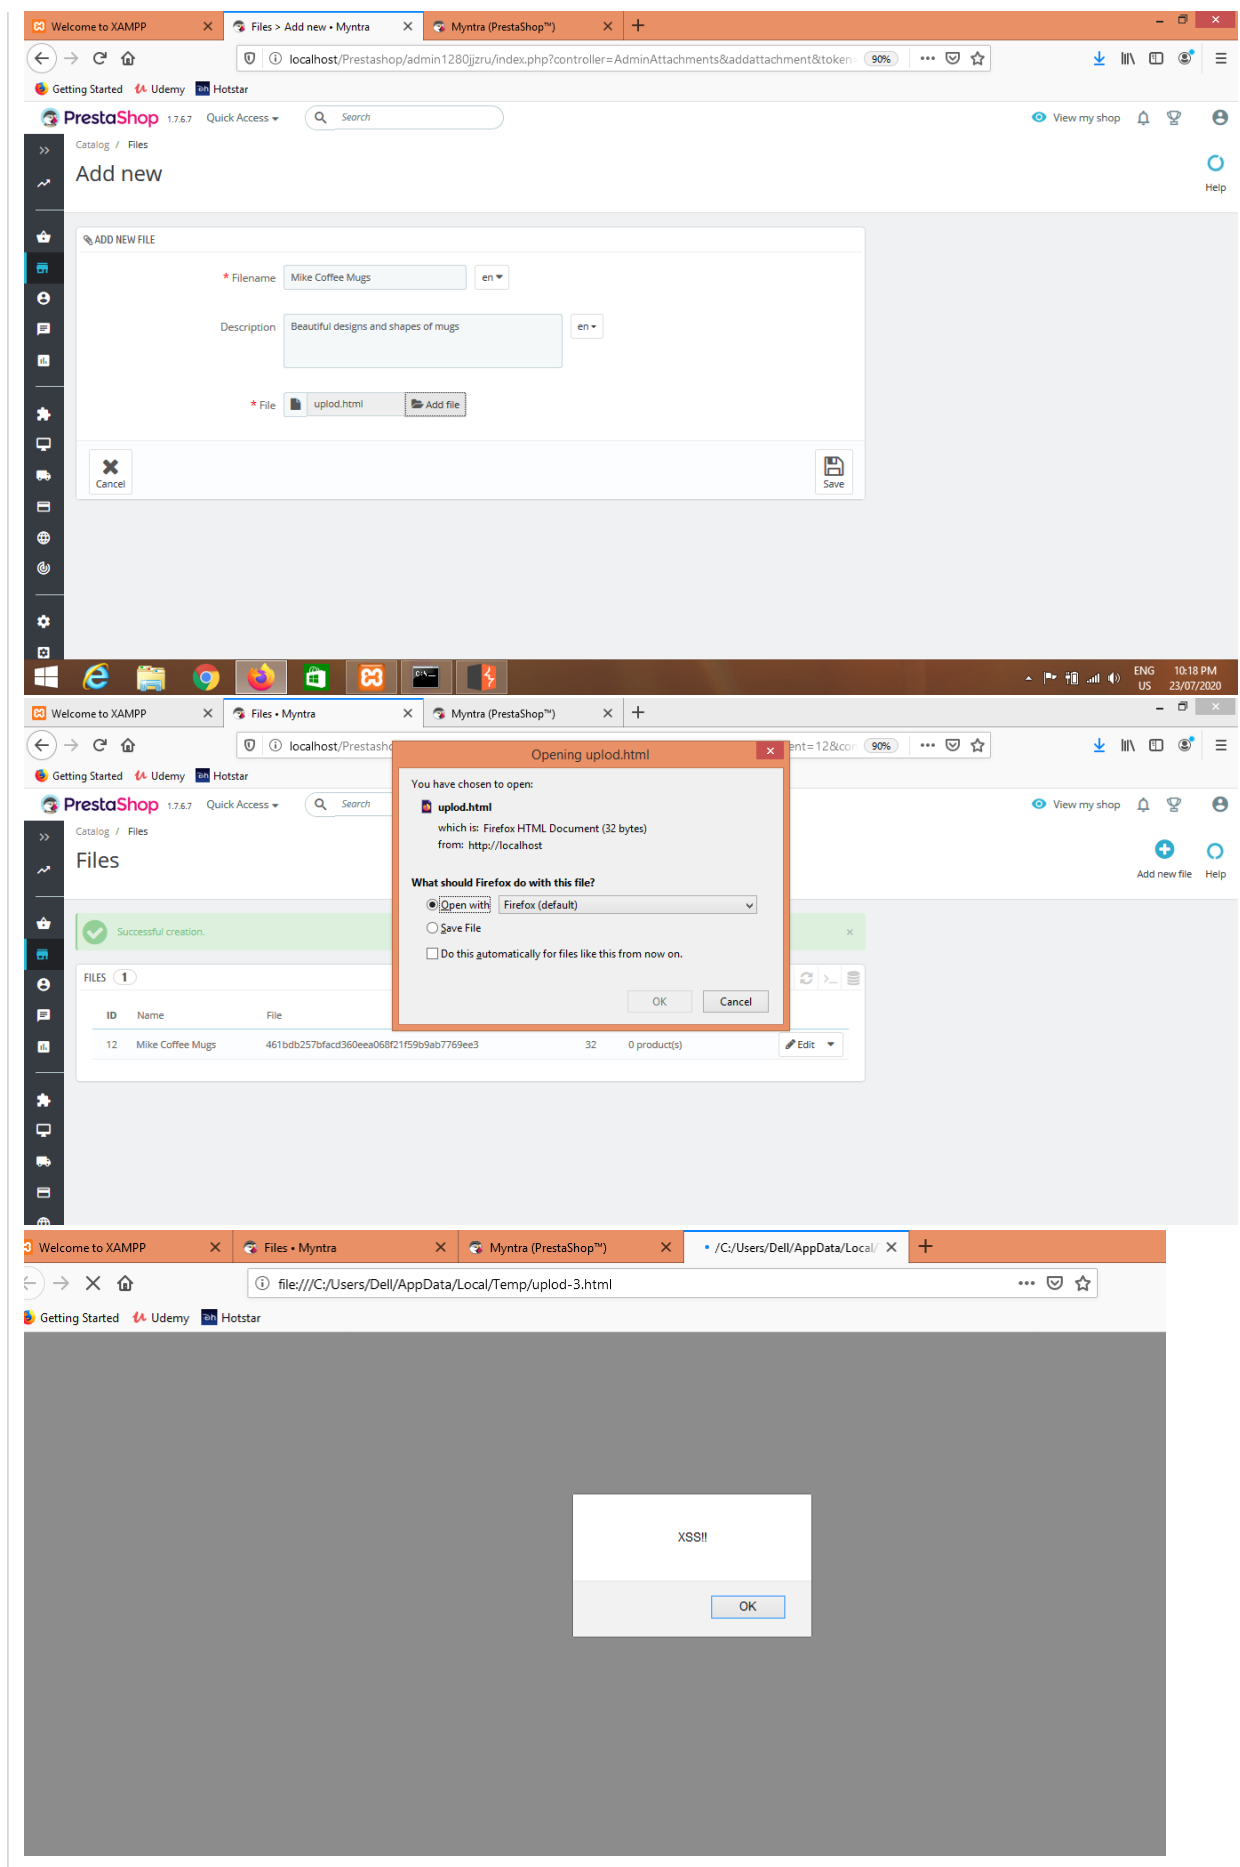 Welcome to XAMPP
Files > Add new • Myntra
Myntra (PrestaShop™)
localhost/Prestashop/admin1280jjzru/index.php?controller=AdminAttachments&addattachment&token=
90%
Getting Started
Udemy
Hotstar
PrestaShop 1.7.6.7 Quick Access
Search
View my shop
Catalog / Files
Add new
Help
ADD NEW FILE
* Filename Mike Coffee Mugs en
Description Beautiful designs and shapes of mugs en
* File uplod.html Add file
Cancel
Save
ENG 10:18 PM
US 23/07/2020
Welcome to XAMPP
Files • Myntra
Myntra (PrestaShop™)
localhost/Prestasho
ent=12&con
90%
Getting Started
Udemy
Hotstar
PrestaShop 1.7.6.7 Quick Access
Search
View my shop
Catalog / Files
Files
Add new file
Help
Opening uplod.html
You have chosen to open:
uplod.html
which is: Firefox HTML Document (32 bytes)
from: http://localhost
What should Firefox do with this file?
Open with Firefox (default)
Save File
Do this automatically for files like this from now on.
OK Cancel
Successful creation.
FILES 1
ID Name File
12 Mike Coffee Mugs 461bdb257bfacd360eea068f21f59b9ab7769ee3 32 0 product(s) Edit
Welcome to XAMPP
Files • Myntra
Myntra (PrestaShop™)
/C:/Users/Dell/AppData/Local/
file:///C:/Users/Dell/AppData/Local/Temp/uplod-3.html
Getting Started
Udemy
Hotstar
XSS!!
OK